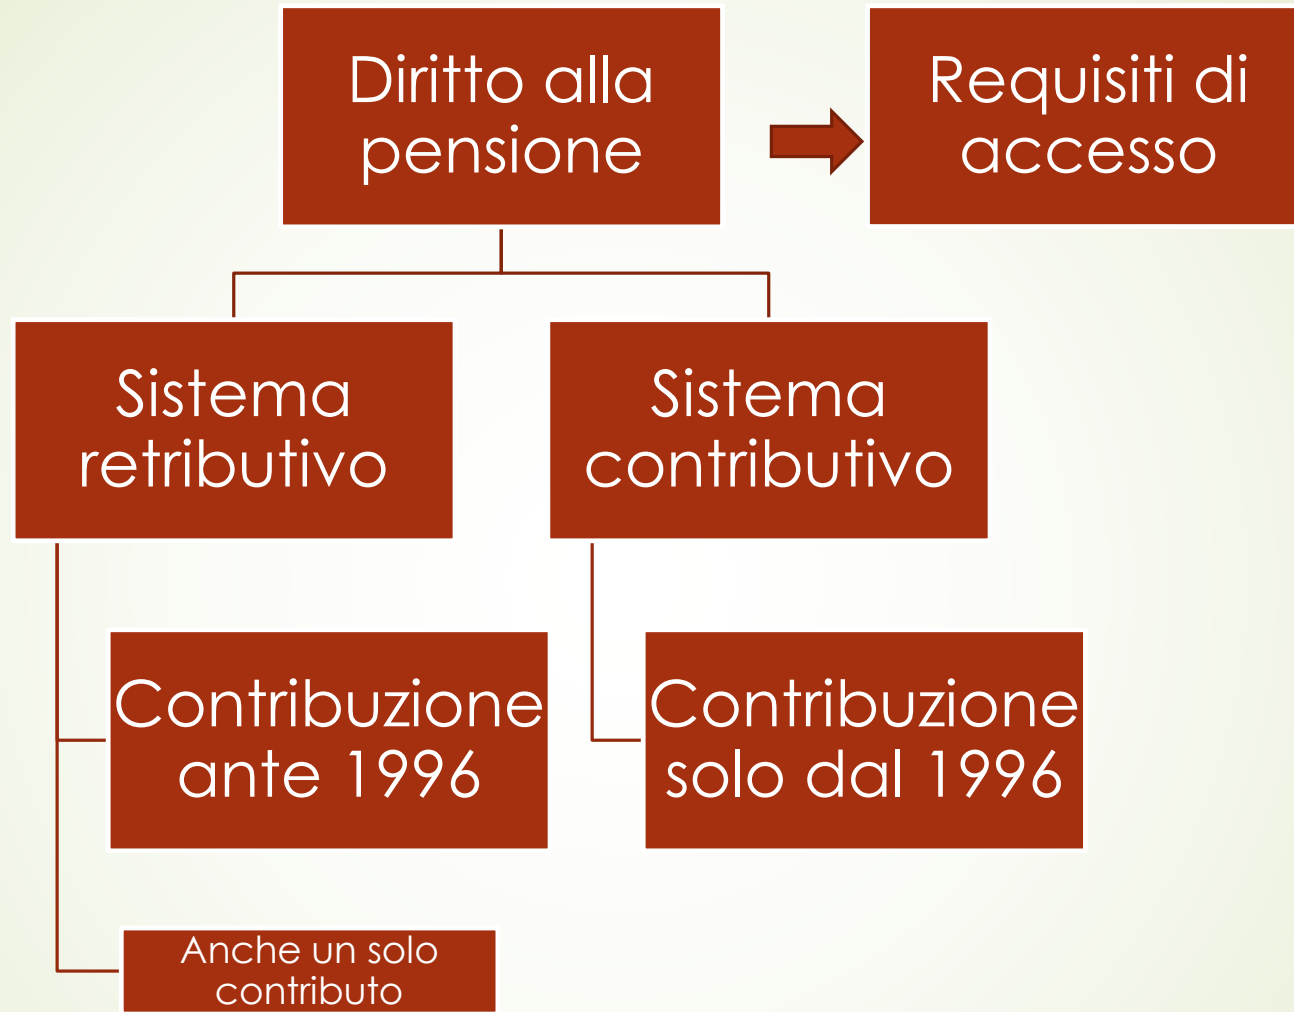 Diritto alla
pensione
Requisiti di
accesso
Sistema
retributivo
Sistema
contributivo
Contribuzione
ante 1996
Contribuzione
solo dal 1996
Anche un solo
contributo